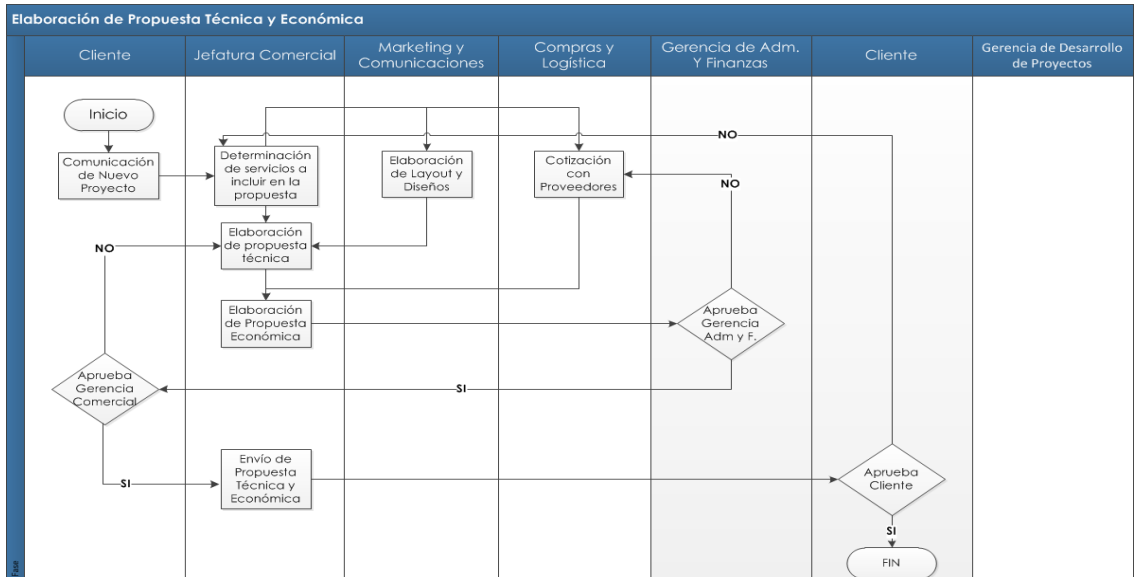 Elaboración de Propuesta Técnica y Económica
Cliente
Jefatura Comercial
Marketing y
Comunicaciones
Compras y
Logística
Gerencia de Adm.
Y Finanzas
Cliente
Gerencia de Desarrollo
de Proyectos
Inicio
Comunicación
de Nuevo
Proyecto
Determinación
de servicios a
incluir en la
propuesta
Elaboración
de Layout y
Diseños
Cotización
con
Proveedores
NO
NO
NO
Elaboración
de propuesta
técnica
Elaboración
de Propuesta
Económica
Aprueba
Gerencia
Adm y F.
Aprueba
Gerencia
Comercial
SI
Envío de
Propuesta
Técnica y
Económica
SI
Aprueba
Cliente
SI
FIN
Fase